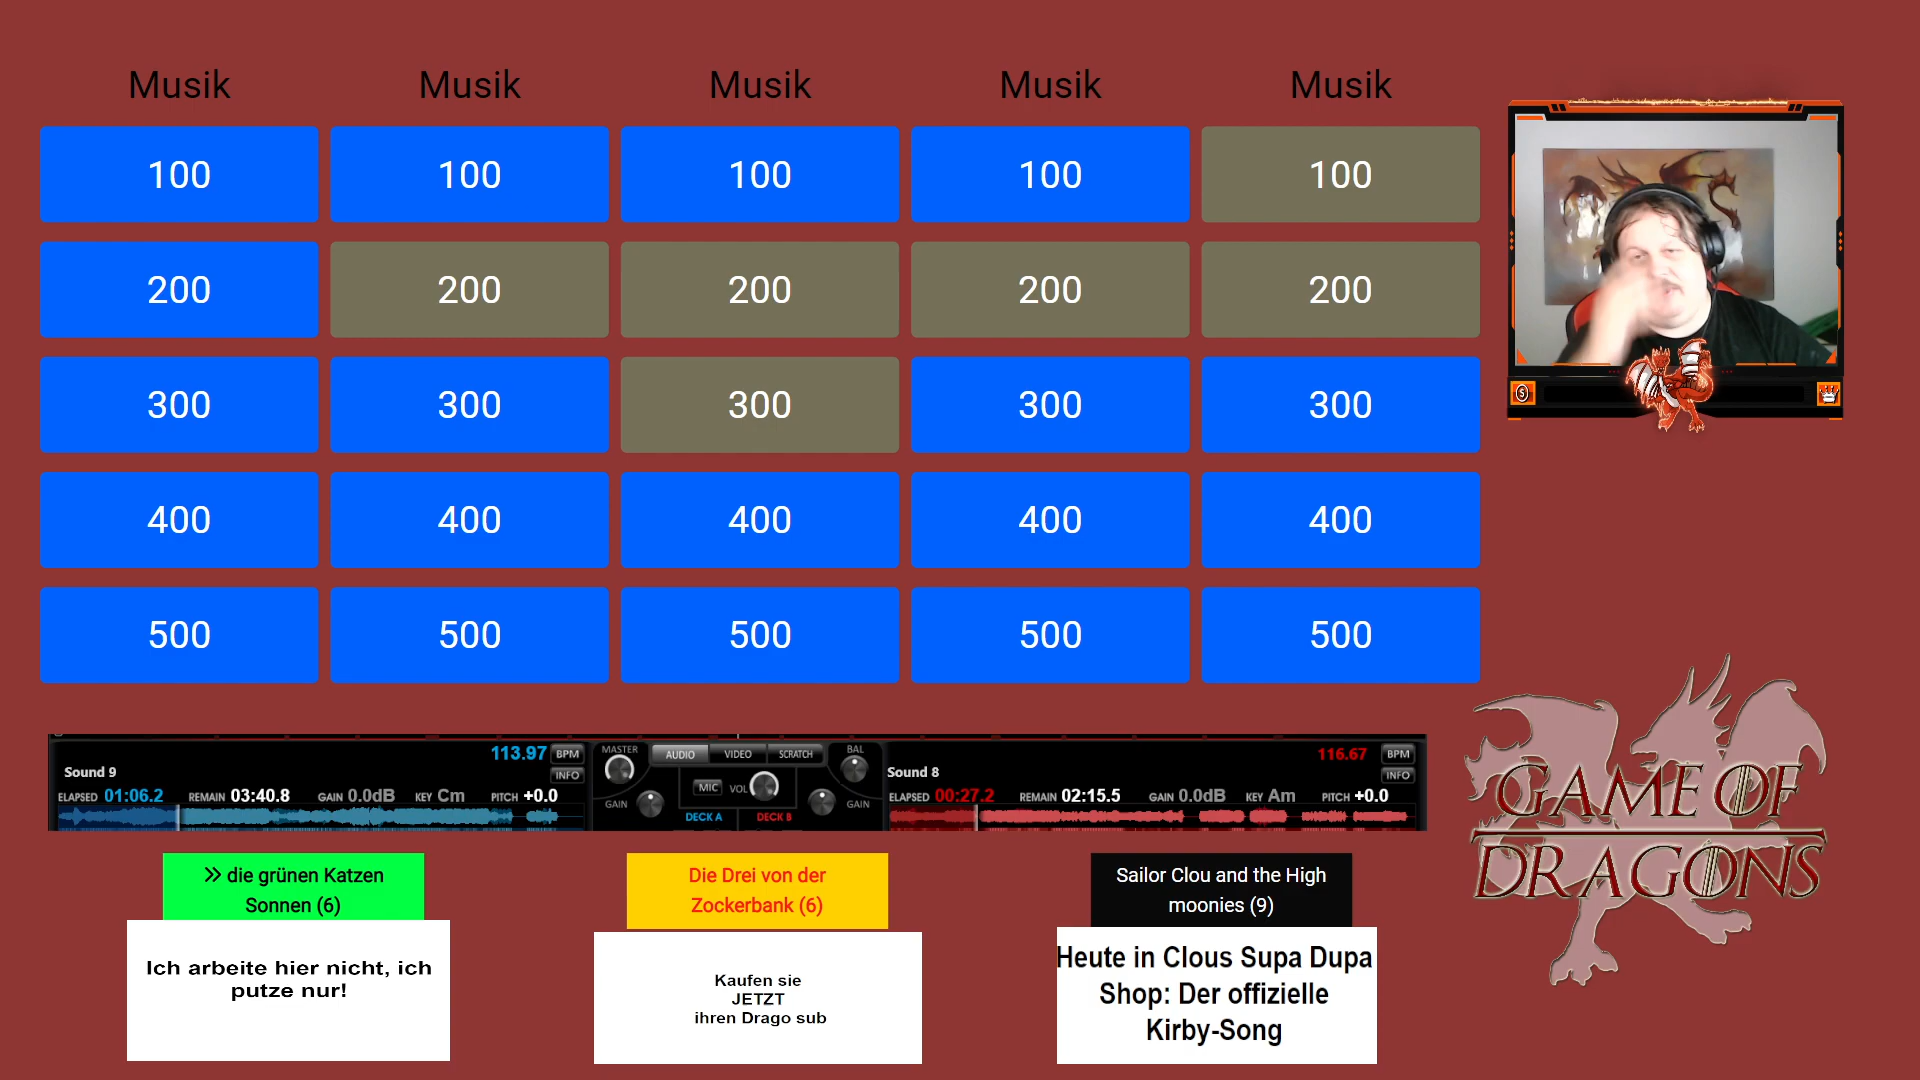 Musik Musik Musik Musik Musik
100 100 100 100 100
200 200 200 200 200
300 300 300 300 300
400 400 400 400 400
500 500 500 500 500
113.97 BPM
Sound 9 INFO
ELAPSED 01:06.2 REMAIN 03:40.8 GAIN 0.0dB KEY Cm PITCH +0.0
MASTER AUDIO VIDEO SCRATCH BAL
MIC VOL
GAIN GAIN
DECK A DECK B
116.67 BPM
Sound 8 INFO
ELAPSED 00:27.2 REMAIN 02:15.5 GAIN 0.0dB KEY Am PITCH +0.0
GAME OF
DRAGONS
die grünen Katzen
Sonnen (6)
Ich arbeite hier nicht, ich
putze nur!
Die Drei von der
Zockerbank (6)
Kaufen sie
JETZT
ihren Drago sub
Sailor Clou and the High
moonies (9)
Heute in Clous Supa Dupa
Shop: Der offizielle
Kirby-Song